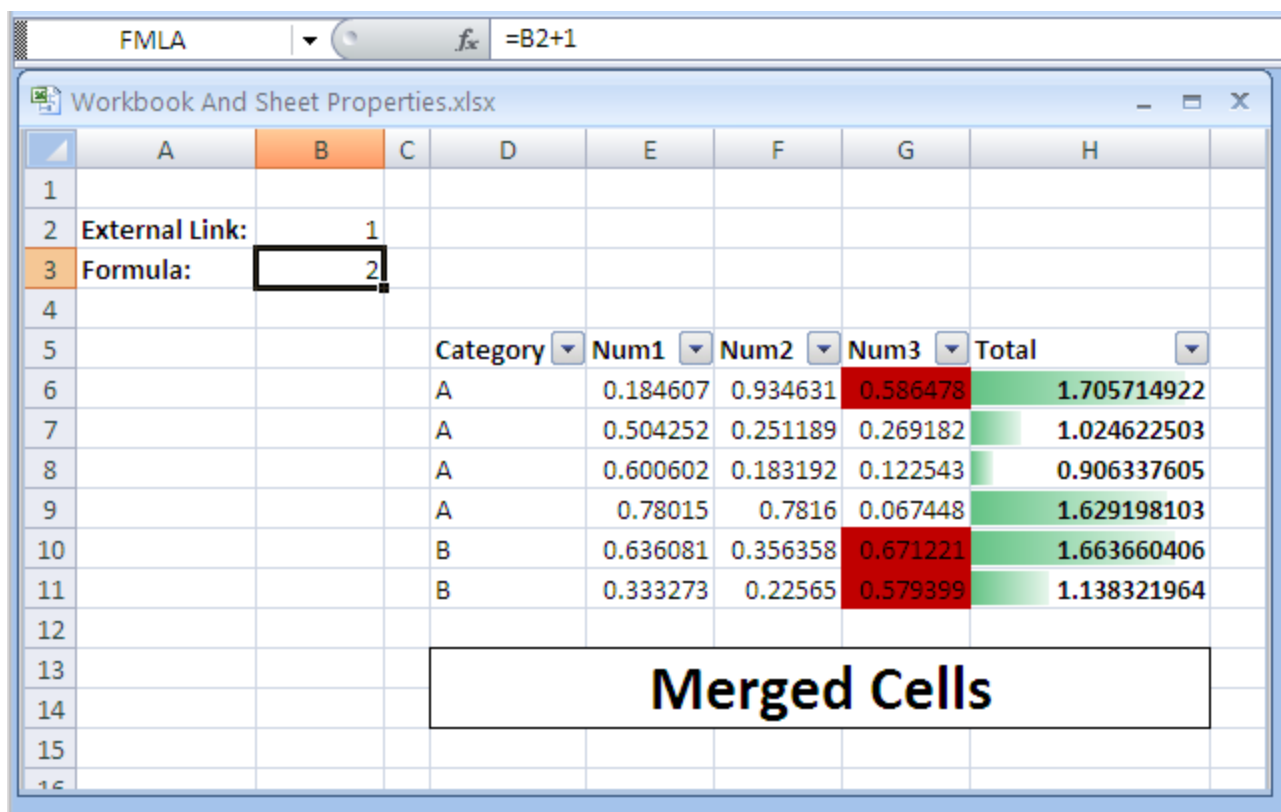 FMLA fx =B2+1
Workbook And Sheet Properties.xlsx
A B C D E F G H
1
2 External Link: 1
3 Formula: 2
4
5 Category Num1 Num2 Num3 Total
6 A 0.184607 0.934631 0.586478 1.705714922
7 A 0.504252 0.251189 0.269182 1.024622503
8 A 0.600602 0.183192 0.122543 0.906337605
9 A 0.78015 0.7816 0.067448 1.629198103
10 B 0.636081 0.356358 0.671221 1.663660406
11 B 0.333273 0.22565 0.579399 1.138321964
12
13
Merged Cells
14
15
16